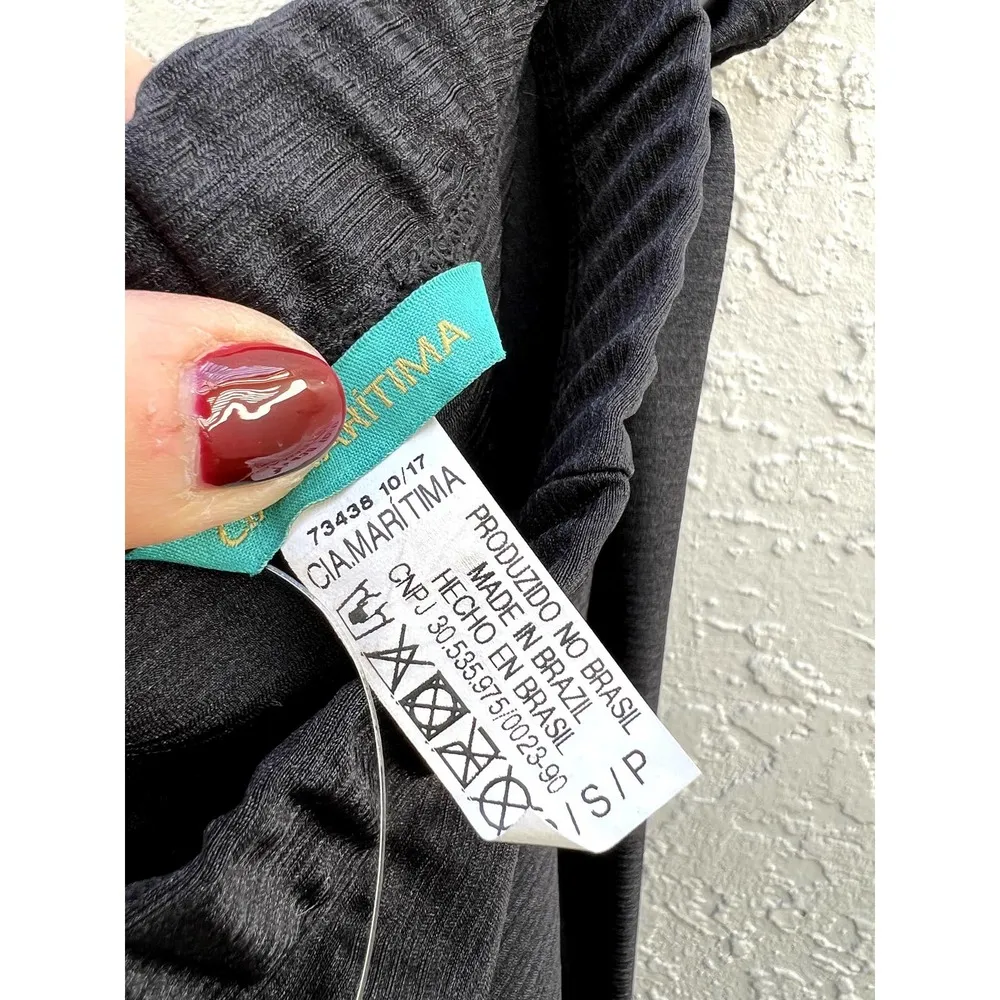 MARÍTIMA
73438 10/17
CIA.MARÍTIMA
PRODUZIDO NO BRASIL
MADE IN BRAZIL
HECHO EN BRASIL
CNPJ 30.535.975/0023-90
/ S / P